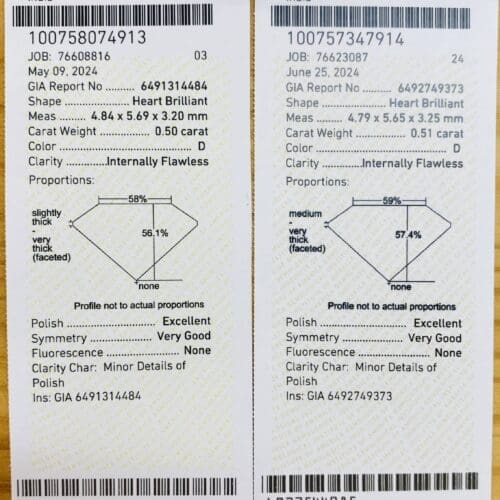 100758074913
JOB: 76608816 03
May 09, 2024
GIA Report No .......... 6491314484
Shape .................... Heart Brilliant
Meas ........ 4.84 x 5.69 x 3.20 mm
Carat Weight ............... 0.50 carat
Color ........................................ D
Clarity ................Internally Flawless
Proportions:
58%
slightly
thick
-
very
thick
(faceted)
56.1%
none
Profile not to actual proportions
Polish ......................... Excellent
Symmetry ................. Very Good
Fluorescence ..................... None
Clarity Char: Minor Details of
Polish
Ins: GIA 6491314484
100757347914
JOB: 76623087 24
June 25, 2024
GIA Report No .......... 6492749373
Shape .................... Heart Brilliant
Meas ........ 4.79 x 5.65 x 3.25 mm
Carat Weight ............... 0.51 carat
Color ........................................ D
Clarity ................Internally Flawless
Proportions:
59%
medium
-
very
thick
(faceted)
57.4%
none
Profile not to actual proportions
Polish ......................... Excellent
Symmetry ................. Very Good
Fluorescence ..................... None
Clarity Char: Minor Details of
Polish
Ins: GIA 6492749373